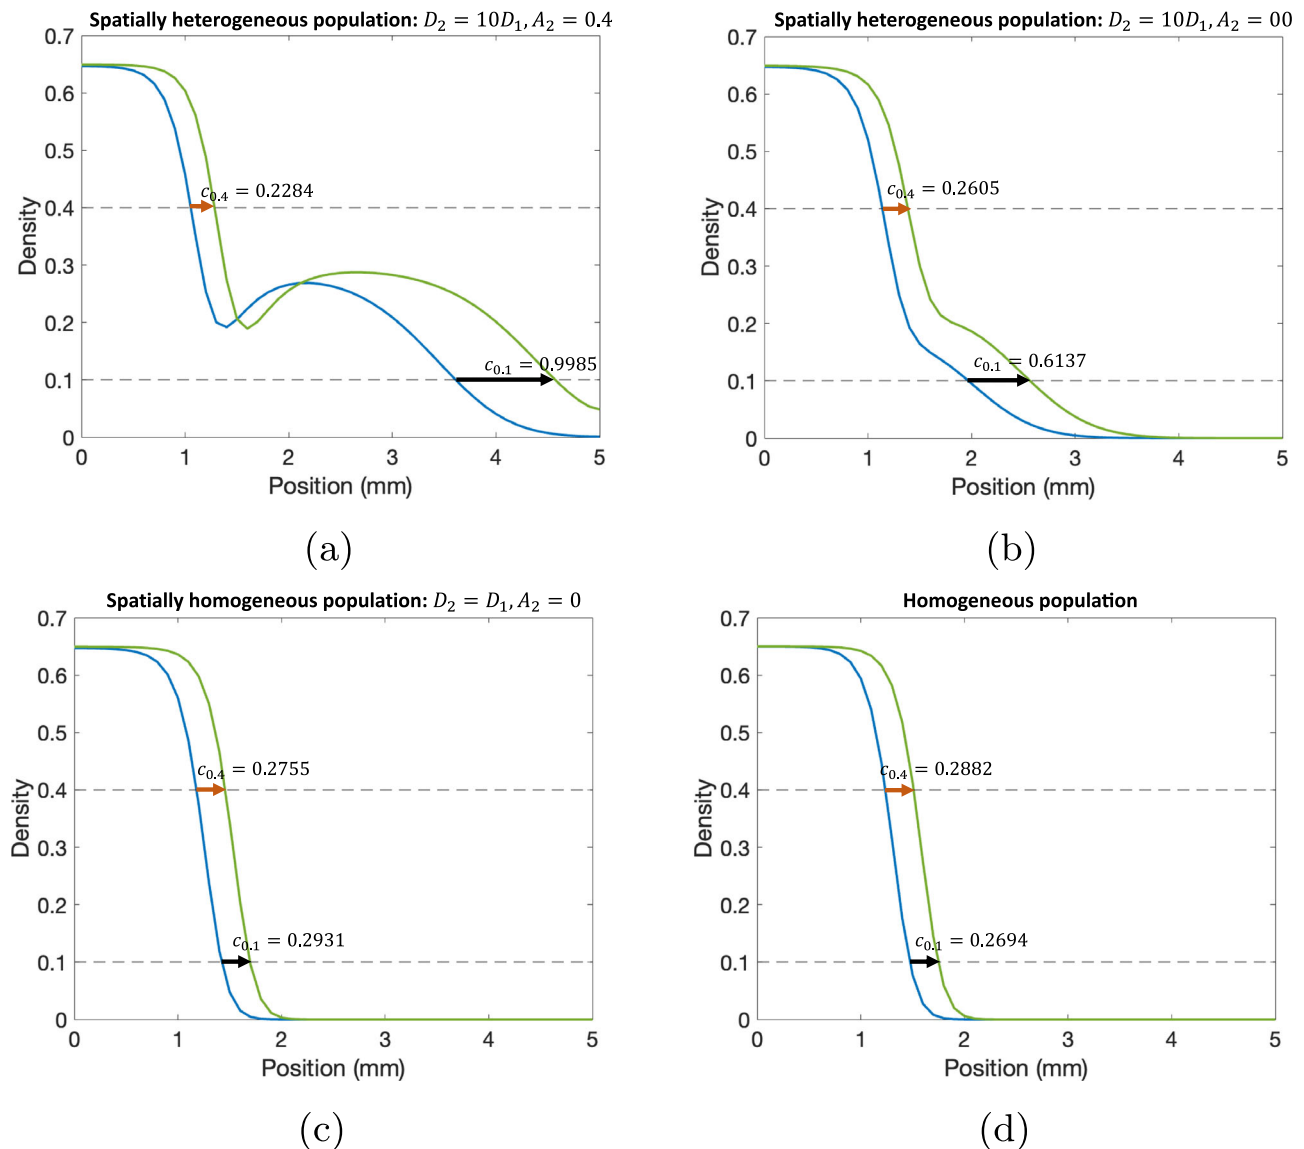 Spatially heterogeneous population: D₂ = 10D₁, A₂ = 0.4
0.7
0.6
0.5
0.4
0.3
0.2
0.1
0
Density
c₀.₄ = 0.2284
c₀.₁ = 0.9985
0 1 2 3 4 5
Position (mm)
(a)
Spatially heterogeneous population: D₂ = 10D₁, A₂ = 00
0.7
0.6
0.5
0.4
0.3
0.2
0.1
0
Density
c₀.₄ = 0.2605
c₀.₁ = 0.6137
0 1 2 3 4 5
Position (mm)
(b)
Spatially homogeneous population: D₂ = D₁, A₂ = 0
0.7
0.6
0.5
0.4
0.3
0.2
0.1
0
Density
c₀.₄ = 0.2755
c₀.₁ = 0.2931
0 1 2 3 4 5
Position (mm)
(c)
Homogeneous population
0.7
0.6
0.5
0.4
0.3
0.2
0.1
0
Density
c₀.₄ = 0.2882
c₀.₁ = 0.2694
0 1 2 3 4 5
Position (mm)
(d)